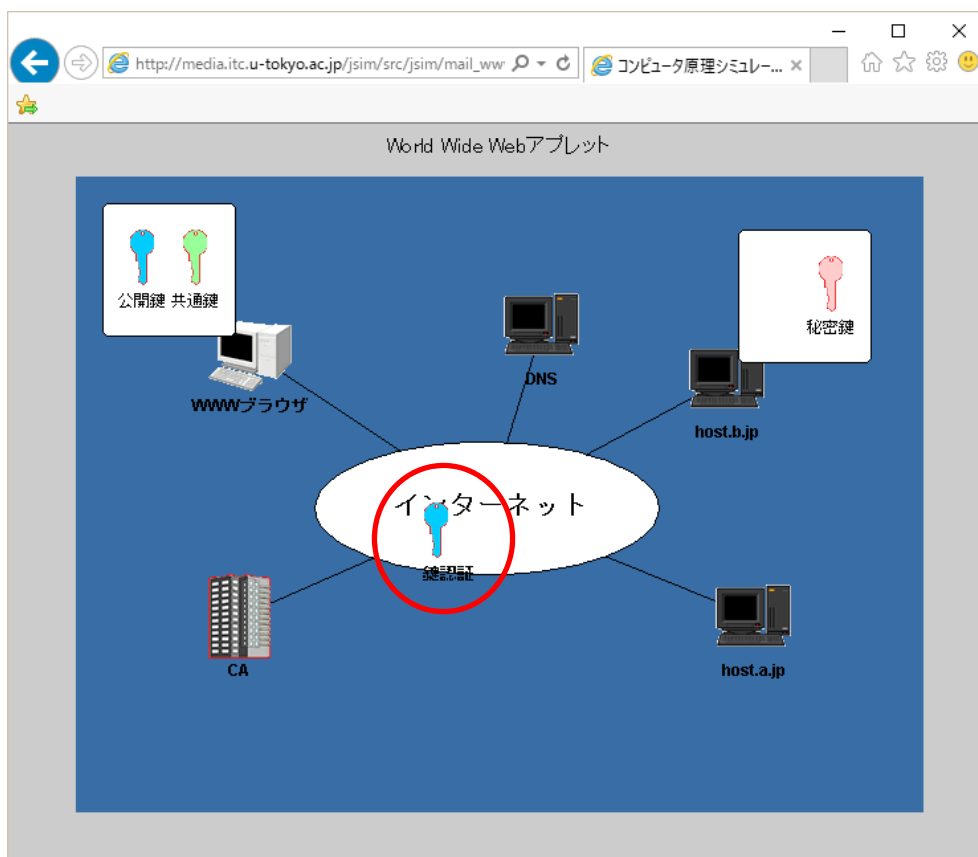 http://media.itc.u-tokyo.ac.jp/jsim/src/jsim/mail_ww
コンピュータ原理シミュレー...
World Wide Webアプレット
公開鍵 共通鍵
秘密鍵
DNS
WWWブラウザ
host.b.jp
インターネット
鍵認証
CA
host.a.jp